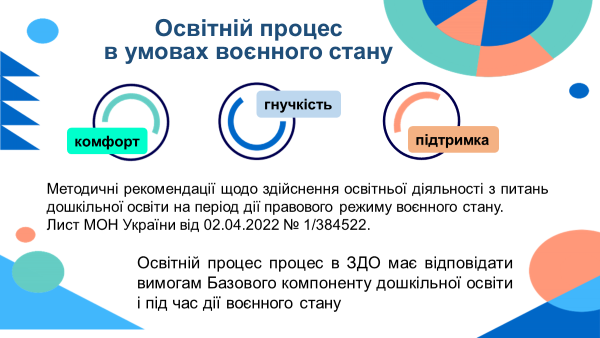 Освітній процес
в умовах воєнного стану
комфорт
гнучкість
підтримка
Методичні рекомендації щодо здійснення освітньої діяльності з питань
дошкільної освіти на період дії правового режиму воєнного стану.
Лист МОН України від 02.04.2022 № 1/384522.
Освітній процес процес в ЗДО має відповідати
вимогам Базового компоненту дошкільної освіти
і під час дії воєнного стану